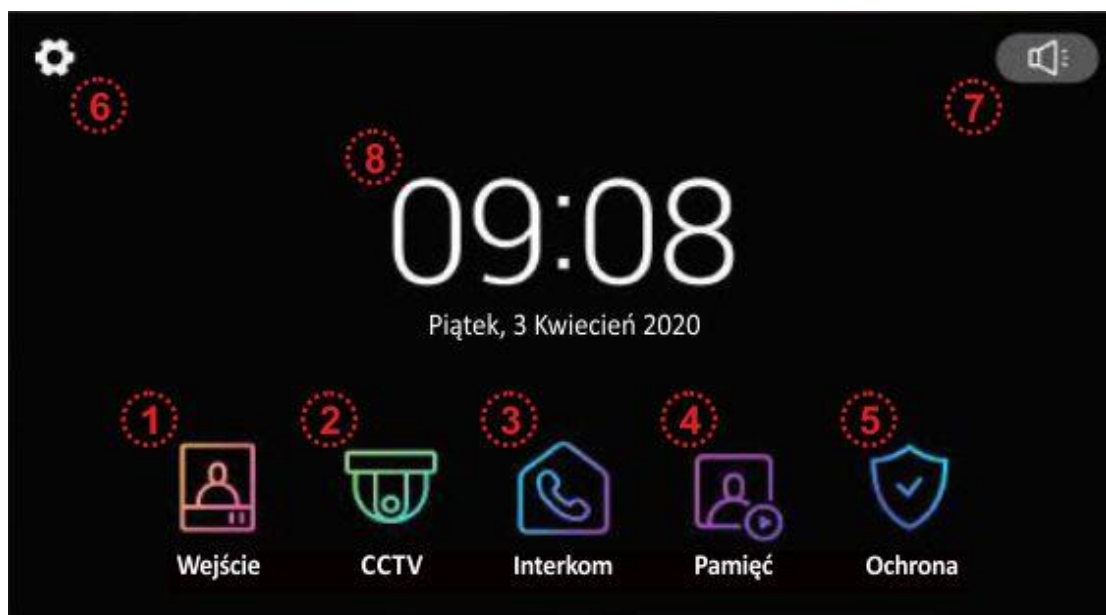 6
7
8
09:08
Piątek, 3 Kwiecień 2020
1 2 3 4 5
Wejście CCTV Interkom Pamięć Ochrona